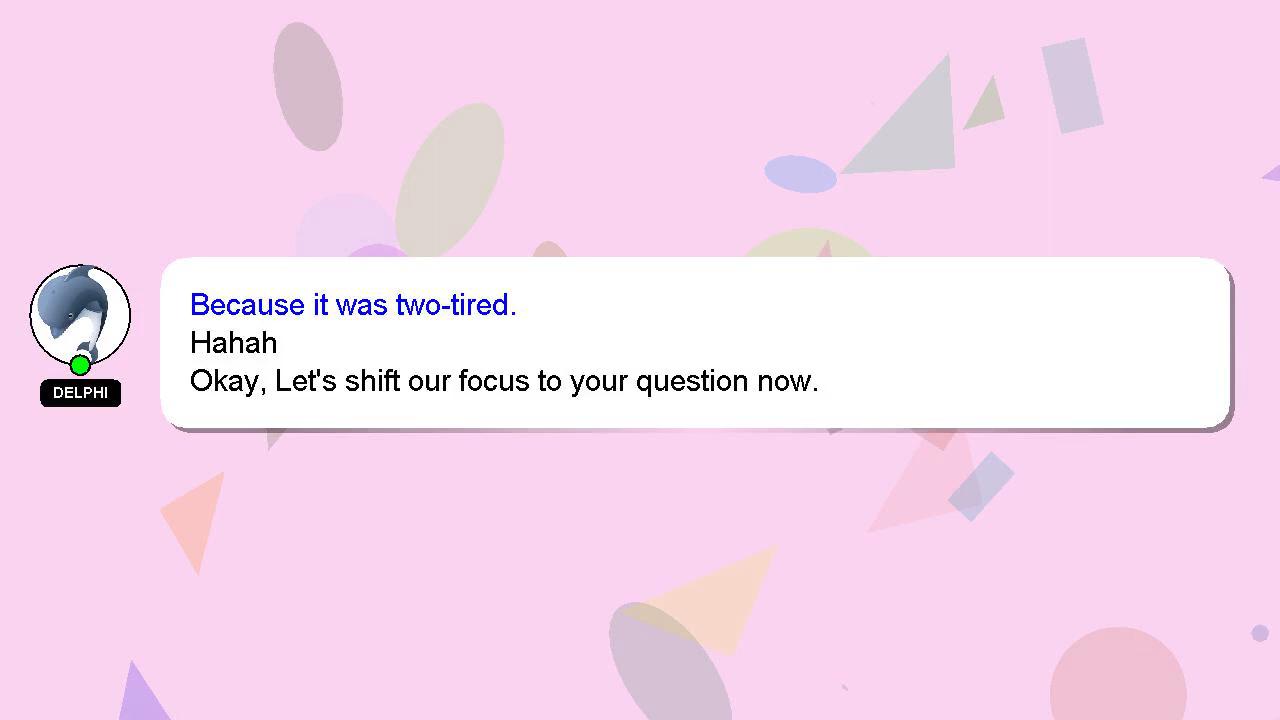 Because it was two-tired.
Hahah
Okay, Let's shift our focus to your question now.
DELPHI